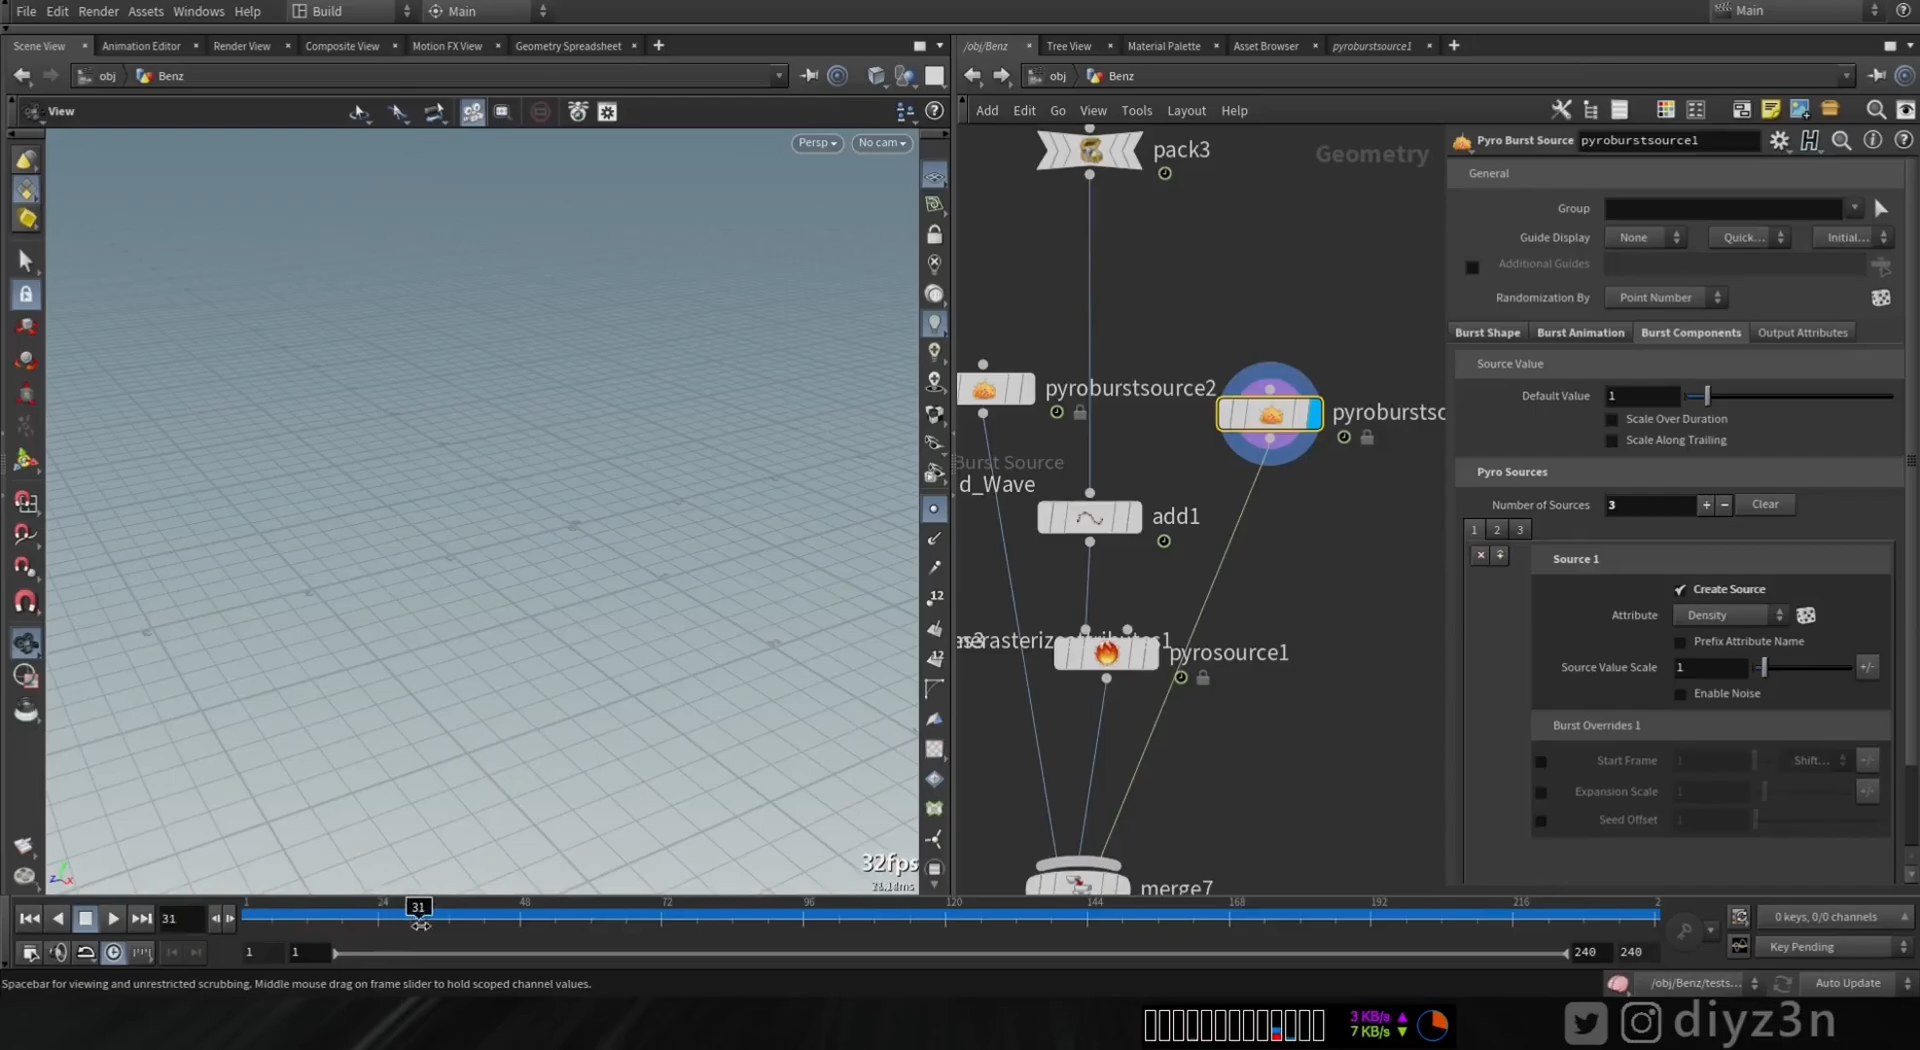 File Edit Render Assets Windows Help Build Main Main
Scene View Animation Editor Render View Composite View Motion FX View Geometry Spreadsheet
/obj/Benz Tree View Material Palette Asset Browser pyroburstsource1
obj Benz
obj Benz
View
Add Edit Go View Tools Layout Help
Persp No cam
pack3
Geometry
pyroburstsource2
pyroburstsc
Burst Source
d_Wave
add1
rasterizeattributes1
pyrosource1
merge7
Pyro Burst Source pyroburstsource1
General
Group
Guide Display None Quick... Initial...
Additional Guides
Randomization By Point Number
Burst Shape Burst Animation Burst Components Output Attributes
Source Value
Default Value 1
Scale Over Duration
Scale Along Trailing
Pyro Sources
Number of Sources 3 + − Clear
1 2 3
Source 1
Create Source
Attribute Density
Prefix Attribute Name
Source Value Scale 1 +/-
Enable Noise
Burst Overrides 1
Start Frame 1 Shift... +/-
Expansion Scale 1 +/-
Seed Offset 1
12
12
32fps
z x
31
1 24 31 48 72 96 120 144 168 192 216 2
0 keys, 0/0 channels
1 1 240 240
Key Pending
Spacebar for viewing and unrestricted scrubbing. Middle mouse drag on frame slider to hold scoped channel values.
/obj/Benz/tests... Auto Update
3 KB/s
7 KB/s
diyz3n